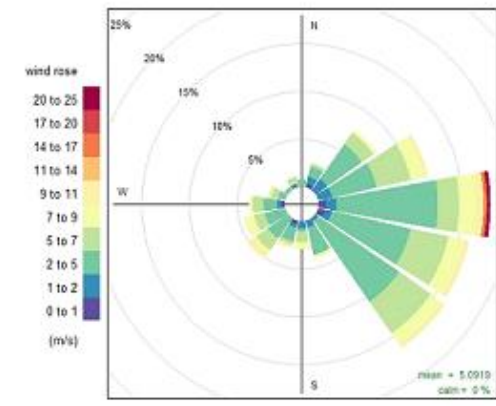 25%
N
20%
wind rose
15%
20 to 25
17 to 20
10%
14 to 17
11 to 14
5%
9 to 11
W
7 to 9
5 to 7
2 to 5
1 to 2
0 to 1
(m/s)
mean = 5.0919
S
calm = 0 %